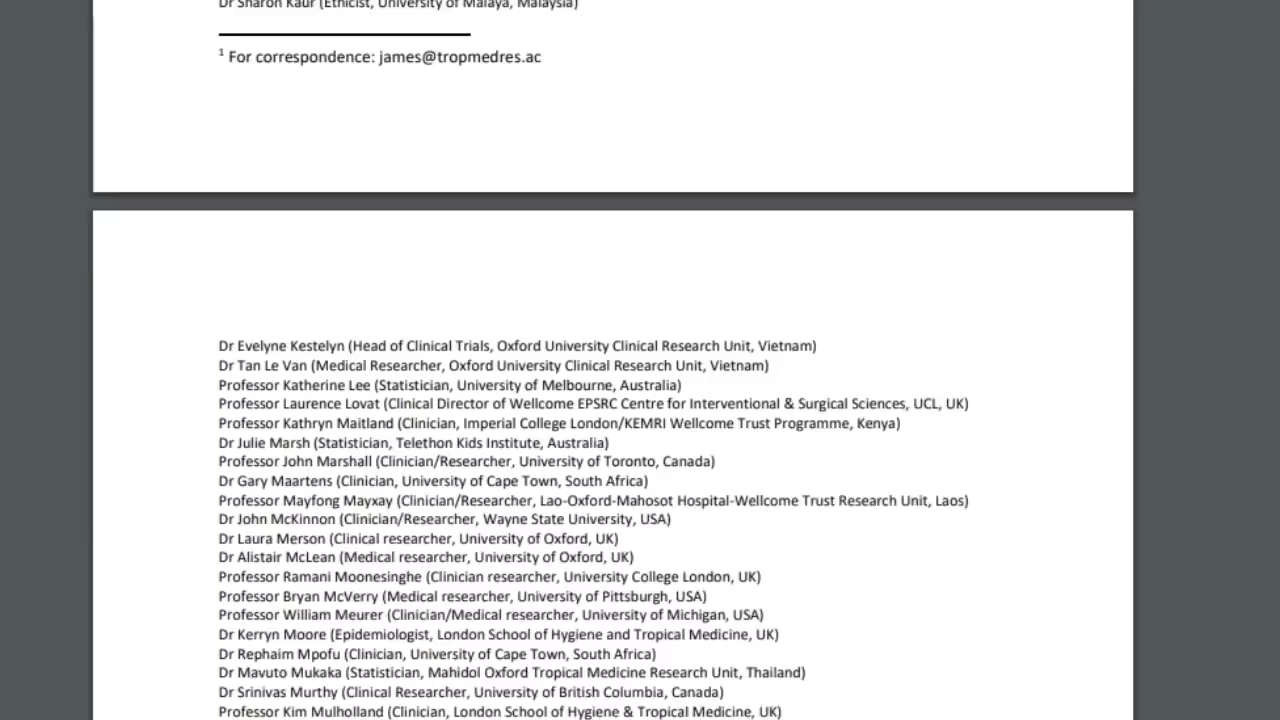 Dr Sharon Kaur (Ethicist, University of Malaya, Malaysia)
1 For correspondence: james@tropmedres.ac
Dr Evelyne Kestelyn (Head of Clinical Trials, Oxford University Clinical Research Unit, Vietnam)
Dr Tan Le Van (Medical Researcher, Oxford University Clinical Research Unit, Vietnam)
Professor Katherine Lee (Statistician, University of Melbourne, Australia)
Professor Laurence Lovat (Clinical Director of Wellcome EPSRC Centre for Interventional & Surgical Sciences, UCL, UK)
Professor Kathryn Maitland (Clinician, Imperial College London/KEMRI Wellcome Trust Programme, Kenya)
Dr Julie Marsh (Statistician, Telethon Kids Institute, Australia)
Professor John Marshall (Clinician/Researcher, University of Toronto, Canada)
Dr Gary Maartens (Clinician, University of Cape Town, South Africa)
Professor Mayfong Mayxay (Clinician/Researcher, Lao-Oxford-Mahosot Hospital-Wellcome Trust Research Unit, Laos)
Dr John McKinnon (Clinician/Researcher, Wayne State University, USA)
Dr Laura Merson (Clinical researcher, University of Oxford, UK)
Dr Alistair McLean (Medical researcher, University of Oxford, UK)
Professor Ramani Moonesinghe (Clinician researcher, University College London, UK)
Professor Bryan McVerry (Medical researcher, University of Pittsburgh, USA)
Professor William Meurer (Clinician/Medical researcher, University of Michigan, USA)
Dr Kerryn Moore (Epidemiologist, London School of Hygiene and Tropical Medicine, UK)
Dr Rephaim Mpofu (Clinician, University of Cape Town, South Africa)
Dr Mavuto Mukaka (Statistician, Mahidol Oxford Tropical Medicine Research Unit, Thailand)
Dr Srinivas Murthy (Clinical Researcher, University of British Columbia, Canada)
Professor Kim Mulholland (Clinician, London School of Hygiene & Tropical Medicine, UK)